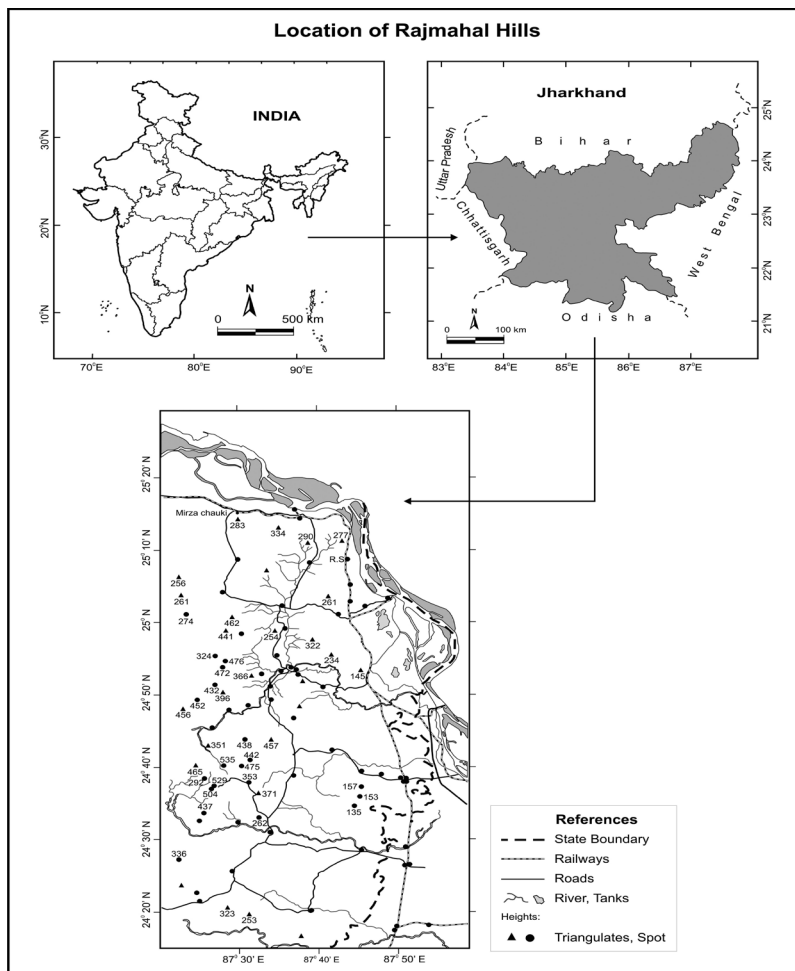 Location of Rajmahal Hills
INDIA
30°N
20°N
10°N
N
0 500 km
70°E 80°E 90°E
Jharkhand
Bihar
Uttar Pradesh
Chhattisgarh
West Bengal
Odisha
25°N
24°N
23°N
22°N
21°N
N
0 100 km
83°E 84°E 85°E 86°E 87°E
25° 20' N
25° 10' N
25° N
24° 50' N
24° 40' N
24° 30' N
24° 20' N
Mirza chauki
283
334
290
277
R.S
256
261
261
274
462
441
254
322
324
476
234
472
366
145
432
396
452
456
351
438
457
442
535
475
465
292
529
353
504
371
157
153
437
135
262
336
323
253
87° 30' E 87° 40' E 87° 50' E
References
State Boundary
Railways
Roads
River, Tanks
Heights:
Triangulates, Spot